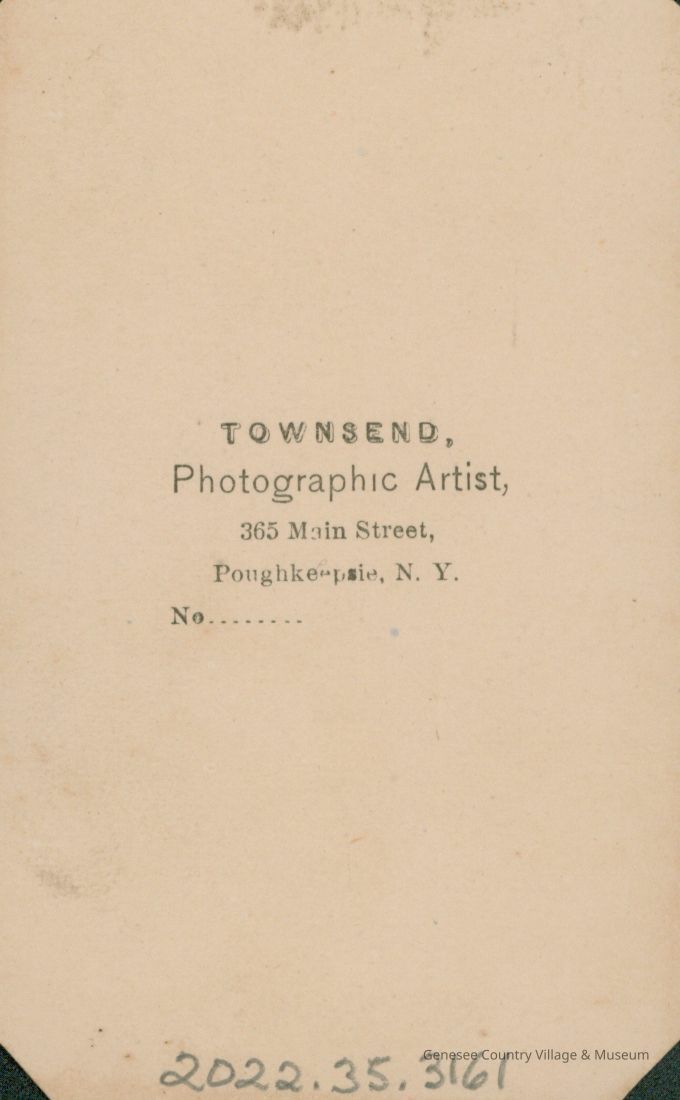 TOWNSEND,
Photographic Artist,
365 Main Street,
Poughkeepsie, N. Y.
No........
2022.35.3161
Genesee Country Village & Museum